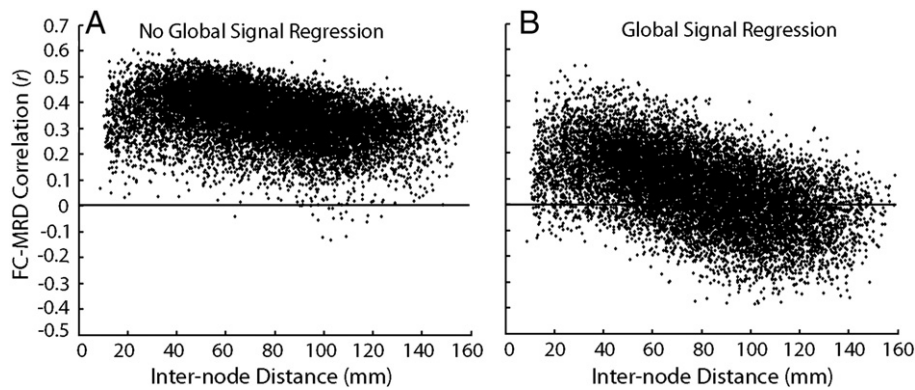 A
No Global Signal Regression
FC-MRD Correlation (r)
0.7
0.6
0.5
0.4
0.3
0.2
0.1
0
-0.1
-0.2
-0.3
-0.4
-0.5
0 20 40 60 80 100 120 140 160
Inter-node Distance (mm)
B
Global Signal Regression
0 20 40 60 80 100 120 140 160
Inter-node Distance (mm)